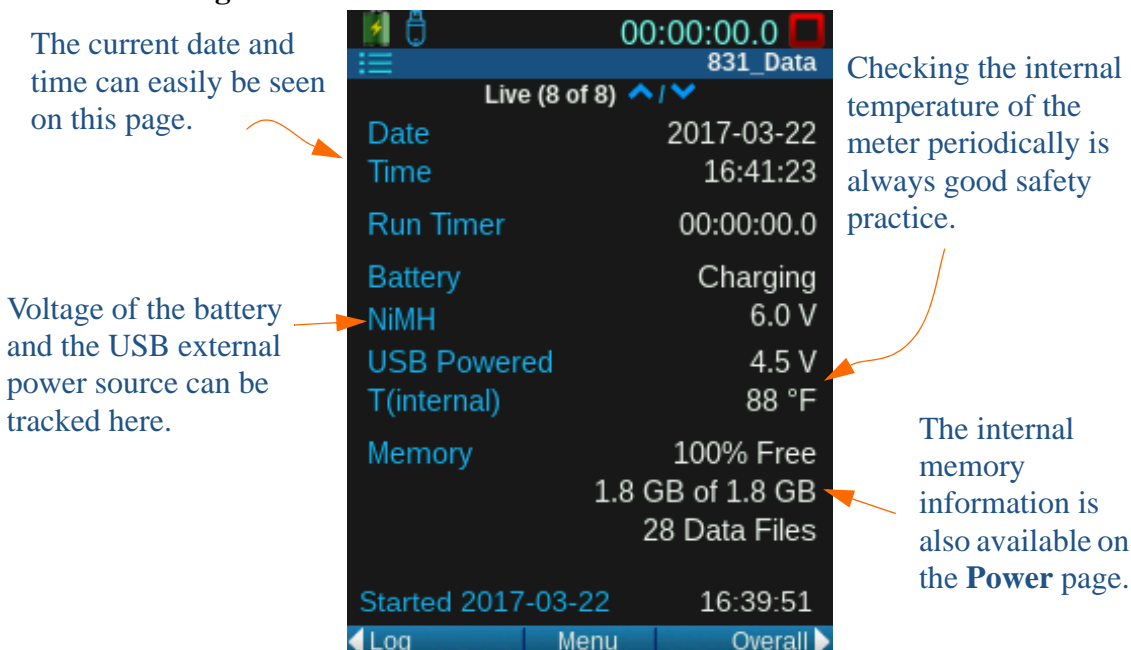 The current date and
time can easily be seen
on this page.
Voltage of the battery
and the USB external
power source can be
tracked here.
00:00:00.0
831_Data
Live (8 of 8) /
Date 2017-03-22
Time 16:41:23
Run Timer 00:00:00.0
Battery Charging
NiMH 6.0 V
USB Powered 4.5 V
T(internal) 88 °F
Memory 100% Free
1.8 GB of 1.8 GB
28 Data Files
Started 2017-03-22 16:39:51
Log Menu Overall
Checking the internal
temperature of the
meter periodically is
always good safety
practice.
The internal
memory
information is
also available on
the Power page.